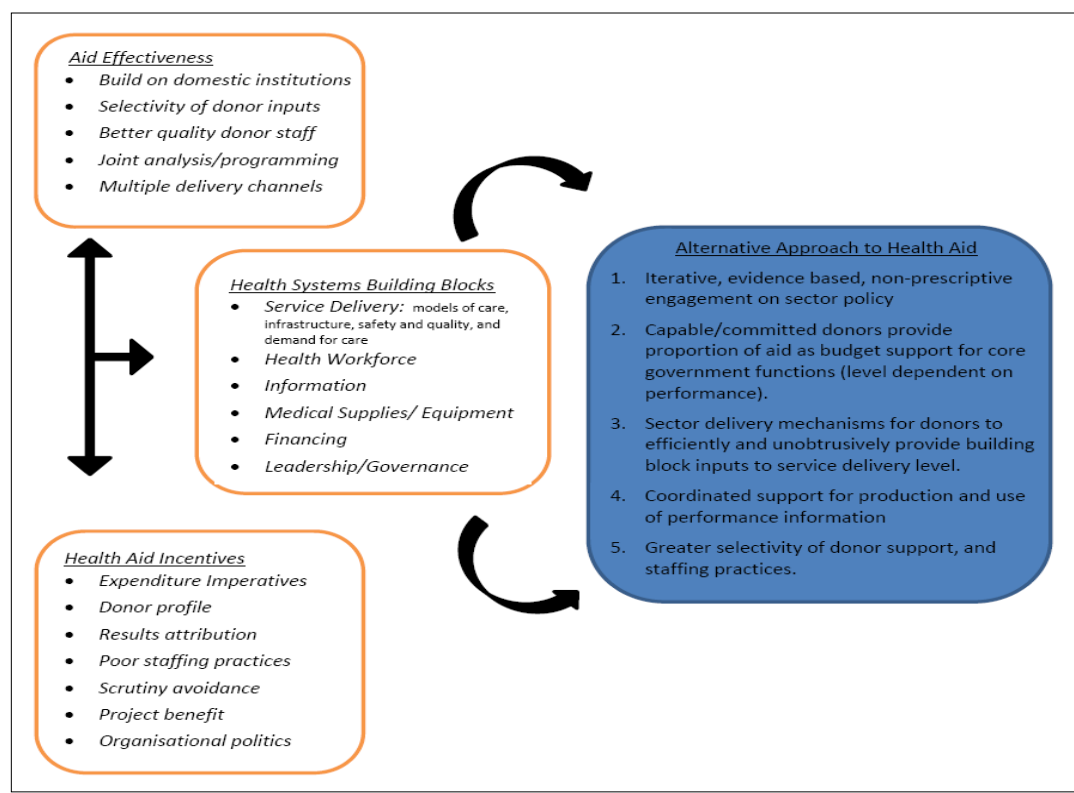 Aid Effectiveness
• Build on domestic institutions
• Selectivity of donor inputs
• Better quality donor staff
• Joint analysis/programming
• Multiple delivery channels
Health Systems Building Blocks
• Service Delivery: models of care,
infrastructure, safety and quality, and
demand for care
• Health Workforce
• Information
• Medical Supplies/ Equipment
• Financing
• Leadership/Governance
Health Aid Incentives
• Expenditure Imperatives
• Donor profile
• Results attribution
• Poor staffing practices
• Scrutiny avoidance
• Project benefit
• Organisational politics
Alternative Approach to Health Aid
1. Iterative, evidence based, non-prescriptive
engagement on sector policy
2. Capable/committed donors provide
proportion of aid as budget support for core
government functions (level dependent on
performance).
3. Sector delivery mechanisms for donors to
efficiently and unobtrusively provide building
block inputs to service delivery level.
4. Coordinated support for production and use
of performance information
5. Greater selectivity of donor support, and
staffing practices.